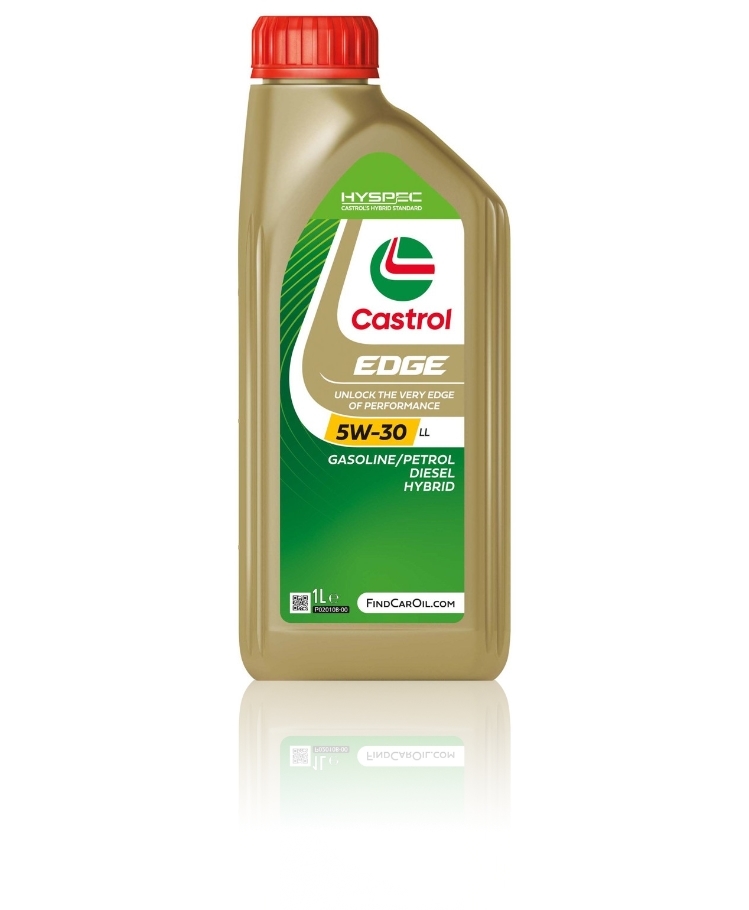 HYSPEC
CASTROL'S HYBRID STANDARD
Castrol
EDGE
UNLOCK THE VERY EDGE
OF PERFORMANCE
5W-30 LL
GASOLINE/PETROL
DIESEL
HYBRID
1L e
P020108-00
FINDCAROIL.COM